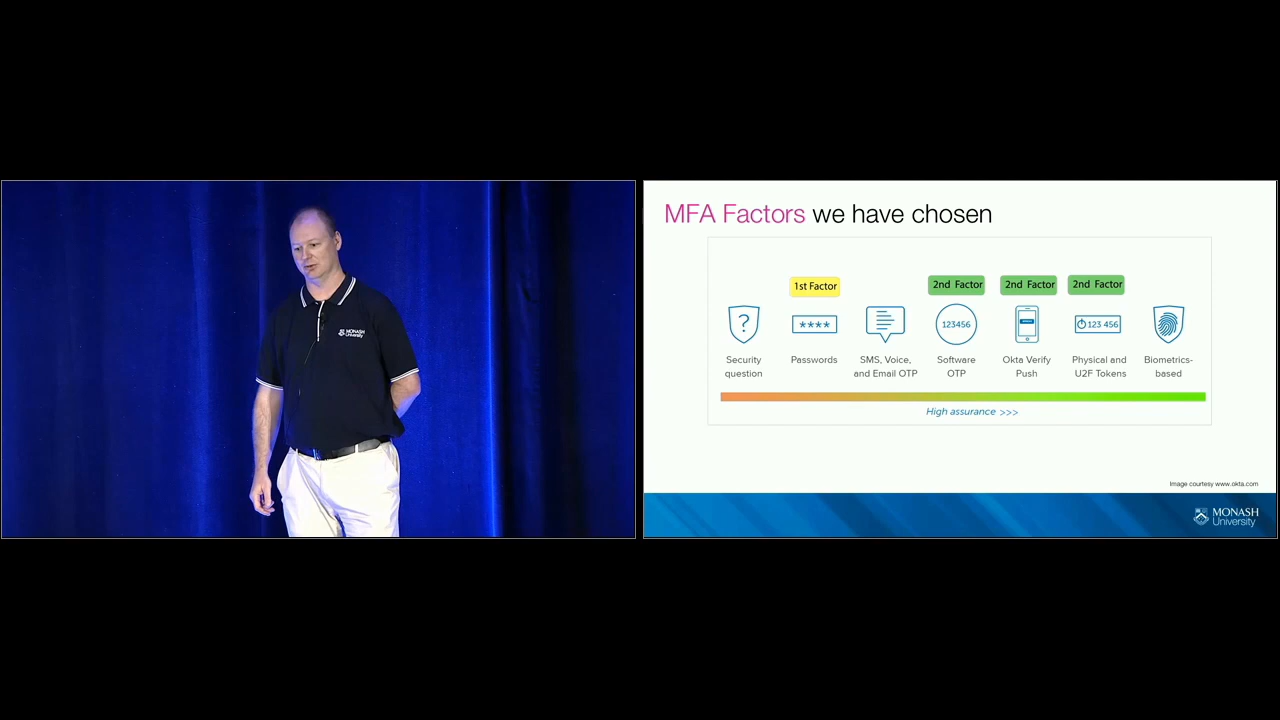 MONASH
University
MFA Factors we have chosen
1st Factor
2nd Factor
2nd Factor
2nd Factor
?
****
123456
123 456
Security
question
Passwords
SMS, Voice,
and Email OTP
Software
OTP
Okta Verify
Push
Physical and
U2F Tokens
Biometrics-
based
High assurance >>>
Image courtesy www.okta.com
MONASH
University